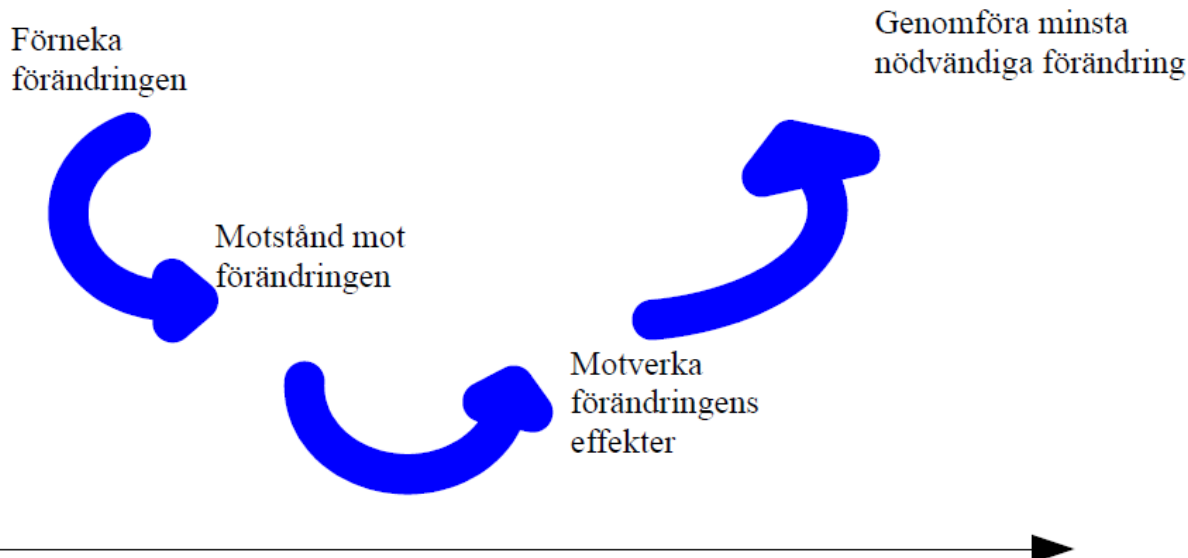 Förneka
förändringen
Motstånd mot
förändringen
Motverka
förändringens
effekter
Genomföra minsta
nödvändiga förändring